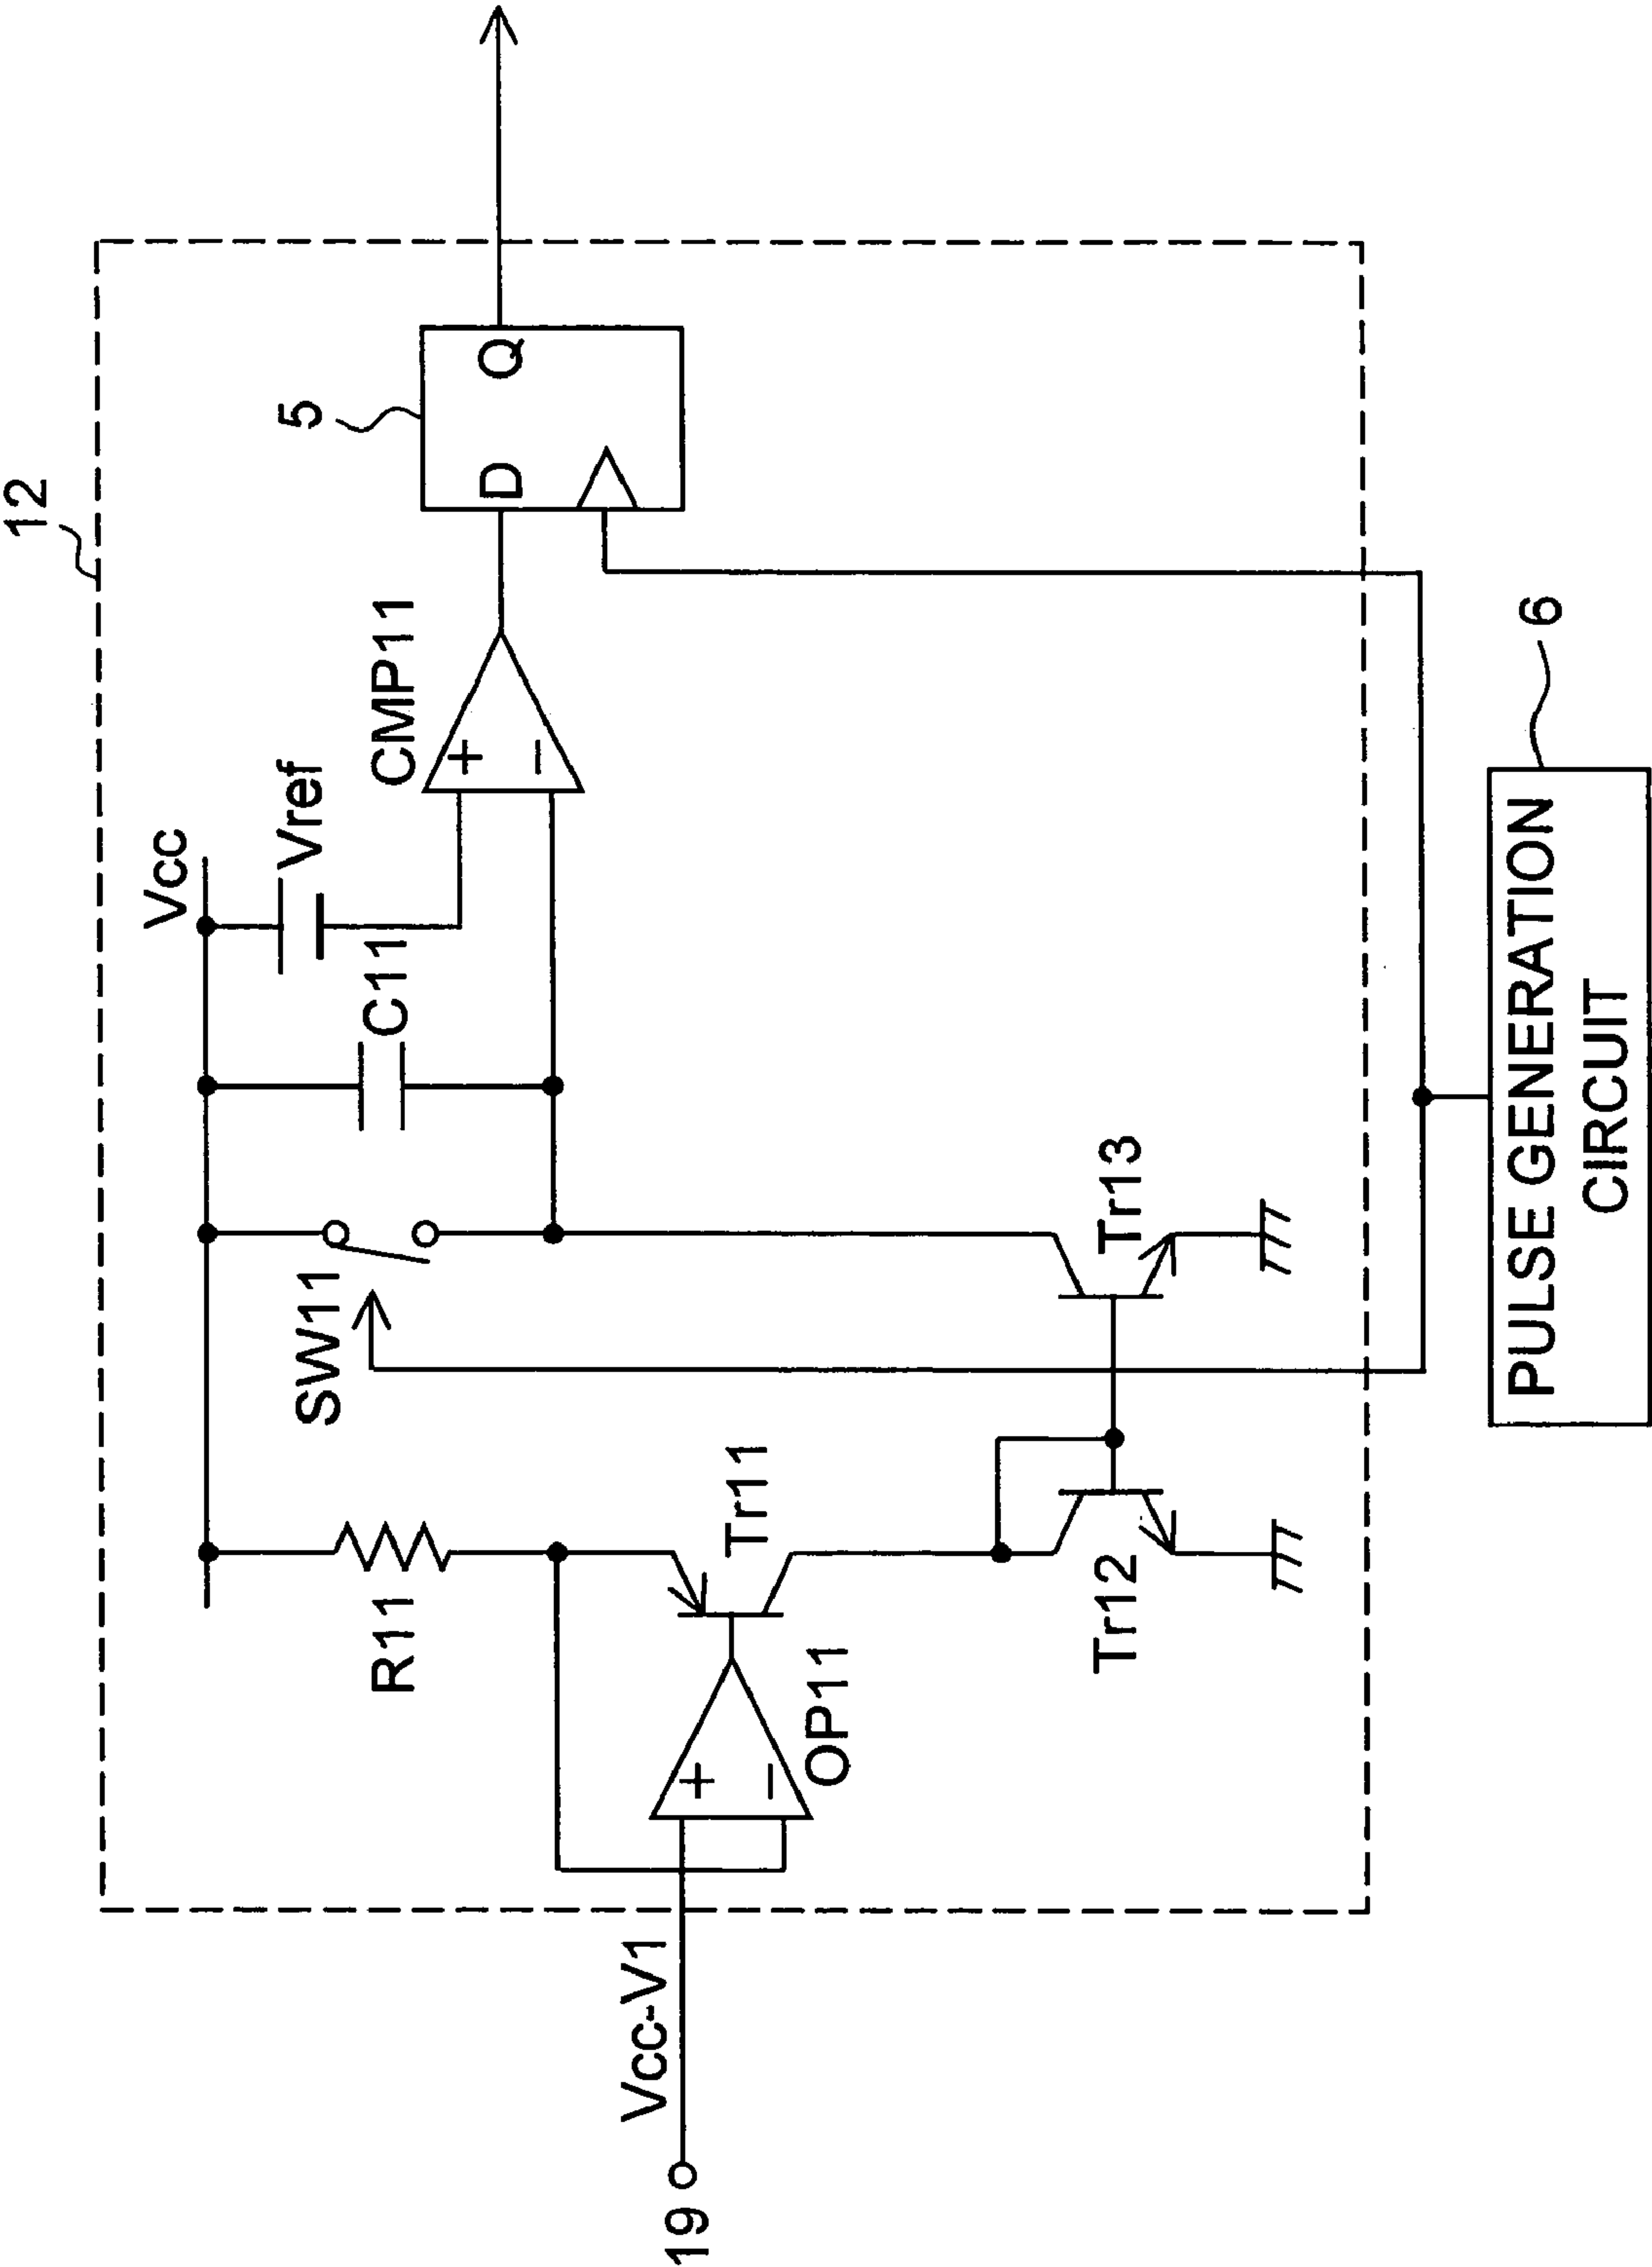 12
Vcc
Vref
C11
CMP11
+
−
5
D
Q
SW11
R11
Tr11
OP11
+
−
Vcc-V1
19
Tr12
Tr13
PULSE GENERATION
CIRCUIT
6